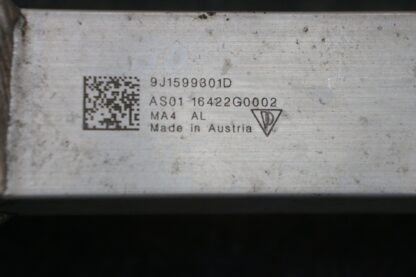 9J1599801D
AS01 16422G0002
MA4 AL
Made in Austria